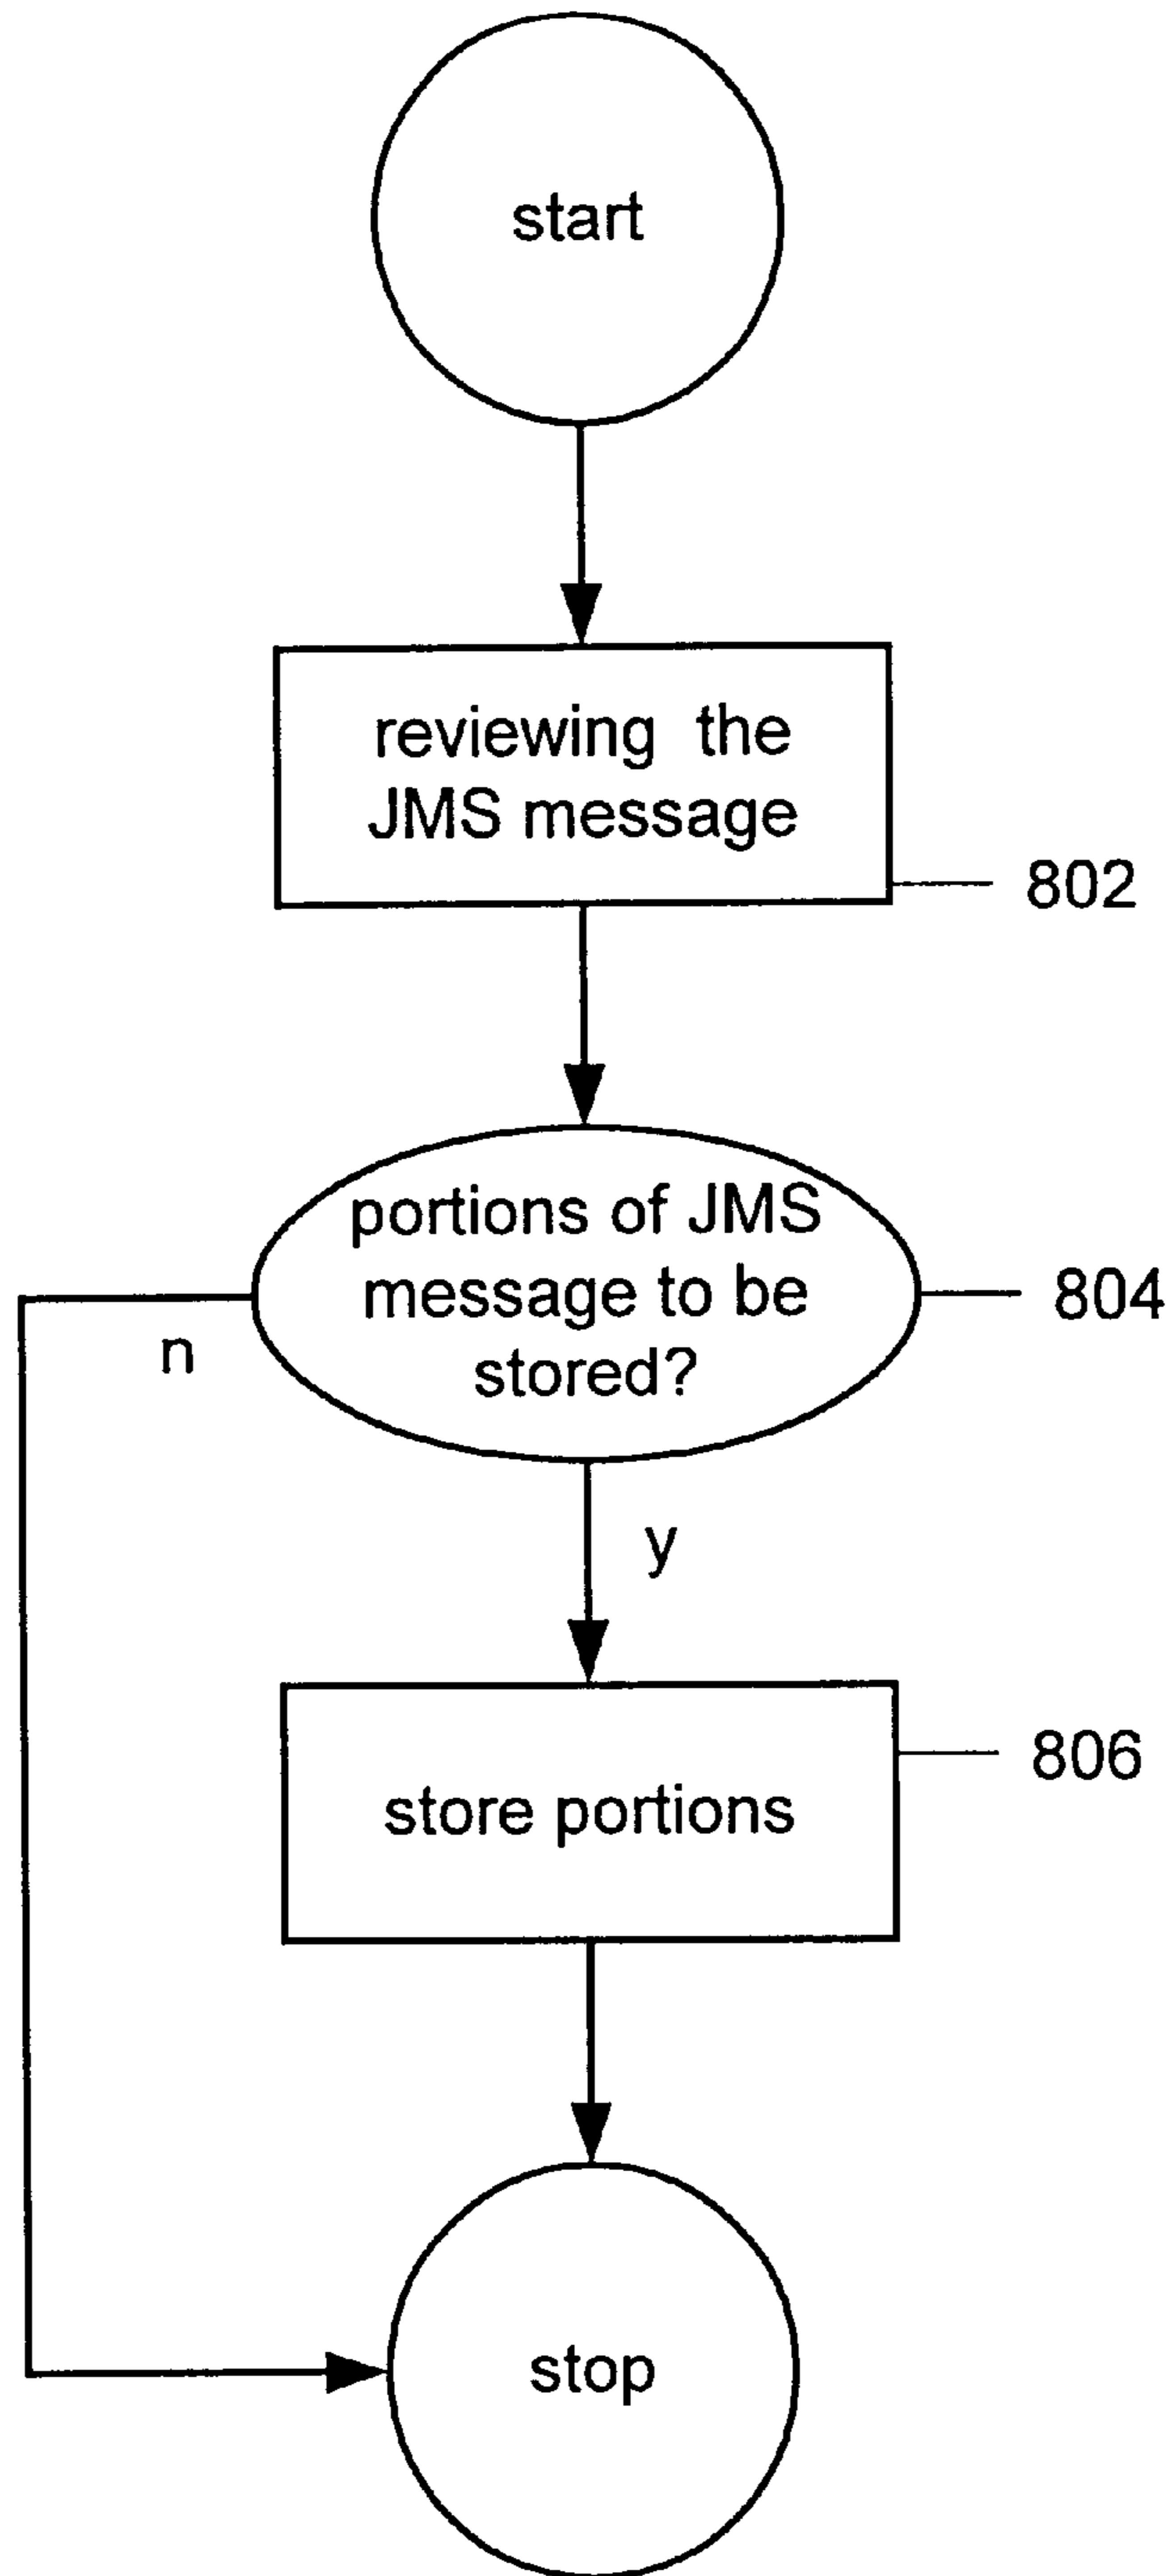 start
reviewing the
JMS message
802
portions of JMS
message to be
stored?
804
n
y
store portions
806
stop